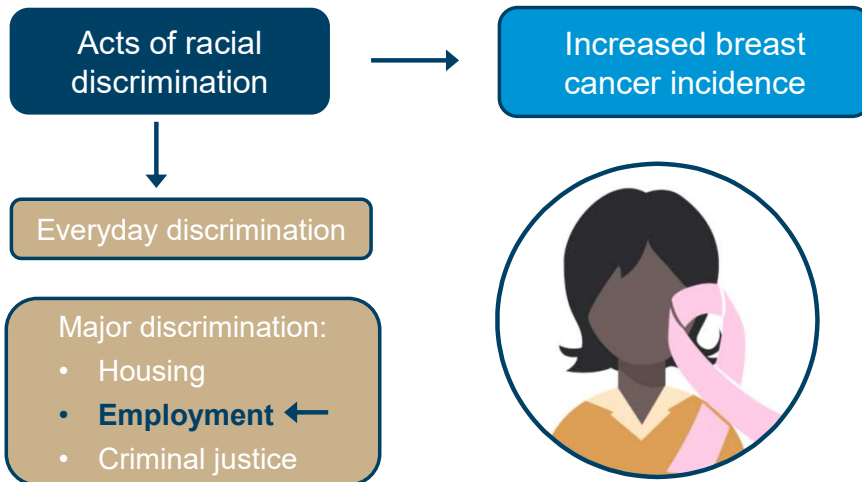 Acts of racial
discrimination
Increased breast
cancer incidence
Everyday discrimination
Major discrimination:
• Housing
• Employment
• Criminal justice